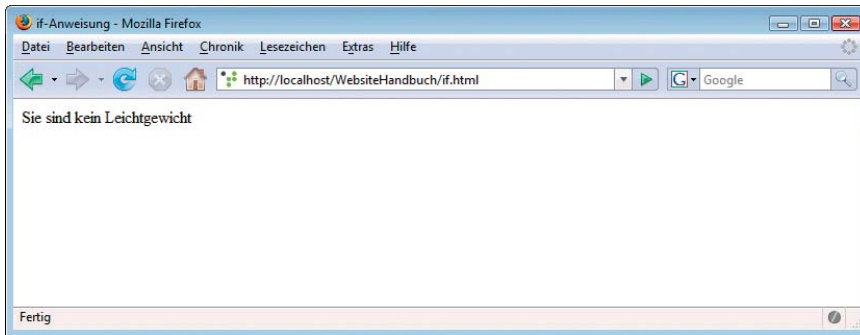 if-Anweisung - Mozilla Firefox
Datei Bearbeiten Ansicht Chronik Lesezeichen Extras Hilfe
http://localhost/WebsiteHandbuch/if.html G Google
Sie sind kein Leichtgewicht
Fertig